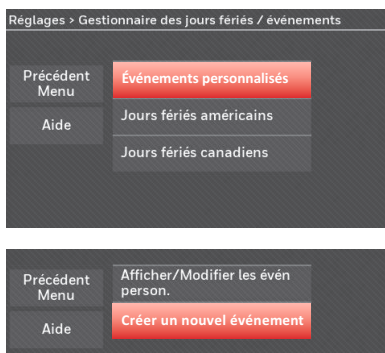 Réglages > Gestionnaire des jours fériés / événements
Précédent
Menu
Aide
Événements personnalisés
Jours fériés américains
Jours fériés canadiens
Précédent
Menu
Aide
Afficher/Modifier les évén
person.
Créer un nouvel événement